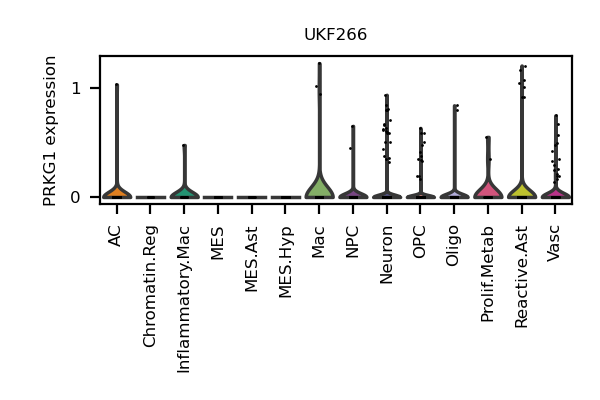 UKF266
PRKG1 expression
1
0
AC
Chromatin.Reg
Inflammatory.Mac
MES
MES.Ast
MES.Hyp
Mac
NPC
Neuron
OPC
Oligo
Prolif.Metab
Reactive.Ast
Vasc